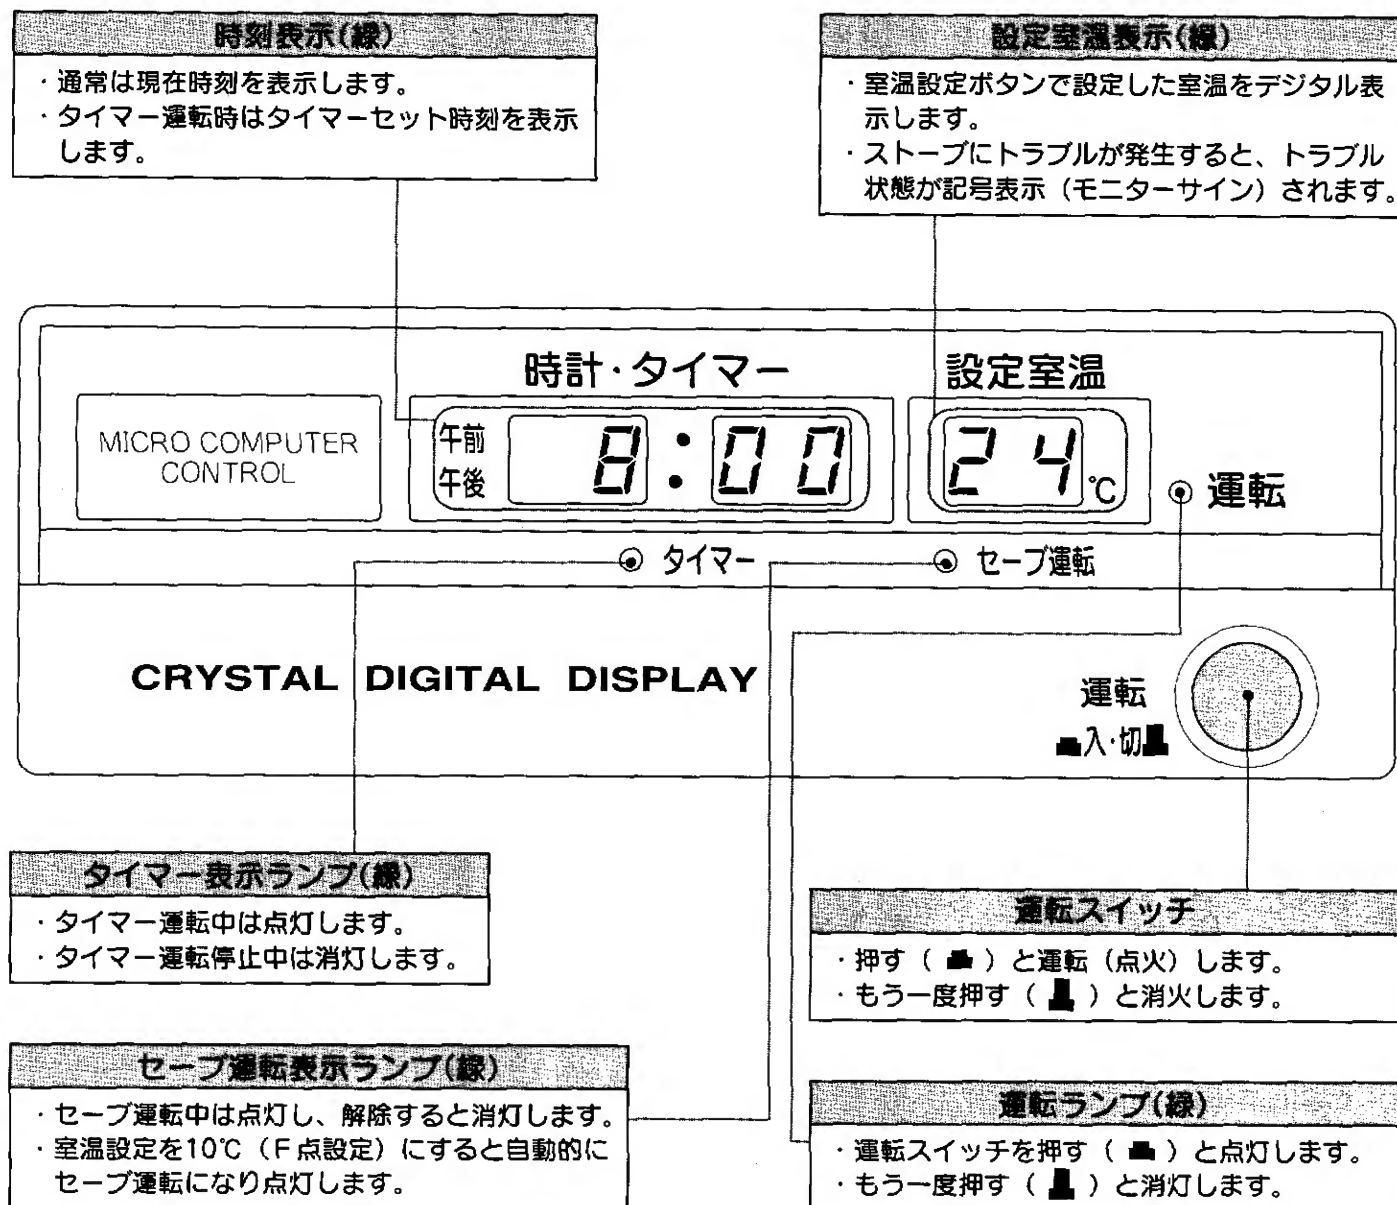 時刻表示(緑)
・通常は現在時刻を表示します。
・タイマー運転時はタイマーセット時刻を表示
します。
設定室温表示(緑)
・室温設定ボタンで設定した室温をデジタル表
示します。
・ストーブにトラブルが発生すると、トラブル
状態が記号表示（モニターサイン）されます。
時計・タイマー
設定室温
MICRO COMPUTER
CONTROL
午前
午後
8:00
24℃
運転
タイマー
セーブ運転
CRYSTAL DIGITAL DISPLAY
運転
入・切
タイマー表示ランプ(緑)
・タイマー運転中は点灯します。
・タイマー運転停止中は消灯します。
運転スイッチ
・押す（ ）と運転（点火）します。
・もう一度押す（ ）と消火します。
セーブ運転表示ランプ(緑)
・セーブ運転中は点灯し、解除すると消灯します。
・室温設定を10℃（F点設定）にすると自動的に
セーブ運転になり点灯します。
運転ランプ(緑)
・運転スイッチを押す（ ）と点灯します。
・もう一度押す（ ）と消灯します。